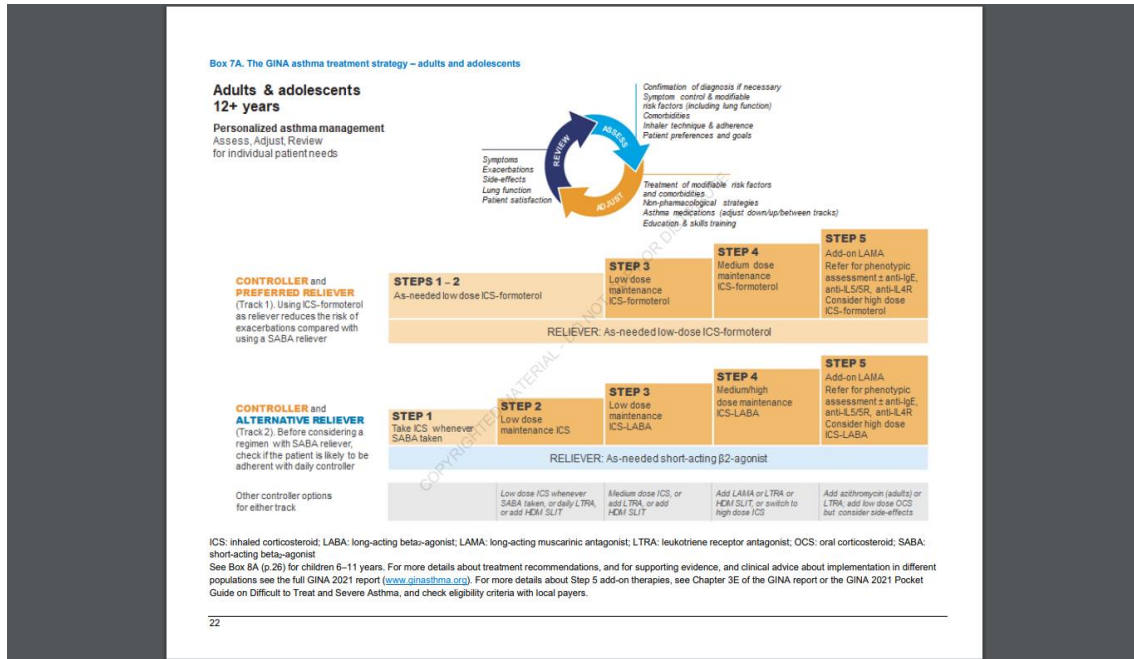 Box 7A. The GINA asthma treatment strategy – adults and adolescents
Adults & adolescents
12+ years
Personalized asthma management
Assess, Adjust, Review
for individual patient needs
Confirmation of diagnosis if necessary
Symptom control & modifiable
risk factors (including lung function)
Comorbidities
Inhaler technique & adherence
Patient preferences and goals
REVIEW
ASSESS
ADJUST
Symptoms
Exacerbations
Side-effects
Lung function
Patient satisfaction
Treatment of modifiable risk factors
and comorbidities
Non-pharmacological strategies
Asthma medications (adjust down/up/between tracks)
Education & skills training
CONTROLLER and
PREFERRED RELIEVER
(Track 1). Using ICS-formoterol
as reliever reduces the risk of
exacerbations compared with
using a SABA reliever
STEPS 1 – 2
As-needed low dose ICS-formoterol
STEP 3
Low dose
maintenance
ICS-formoterol
STEP 4
Medium dose
maintenance
ICS-formoterol
STEP 5
Add-on LAMA
Refer for phenotypic
assessment ± anti-IgE,
anti-IL5/5R, anti-IL4R
Consider high dose
ICS-formoterol
RELIEVER: As-needed low-dose ICS-formoterol
CONTROLLER and
ALTERNATIVE RELIEVER
(Track 2). Before considering a
regimen with SABA reliever,
check if the patient is likely to be
adherent with daily controller
STEP 1
Take ICS whenever
SABA taken
STEP 2
Low dose
maintenance ICS
STEP 3
Low dose
maintenance
ICS-LABA
STEP 4
Medium/high
dose maintenance
ICS-LABA
STEP 5
Add-on LAMA
Refer for phenotypic
assessment ± anti-IgE,
anti-IL5/5R, anti-IL4R
Consider high dose
ICS-LABA
RELIEVER: As-needed short-acting β2-agonist
Other controller options
for either track
Low dose ICS whenever
SABA taken, or daily LTRA,
or add HDM SLIT
Medium dose ICS, or
add LTRA, or add
HDM SLIT
Add LAMA or LTRA or
HDM SLIT, or switch to
high dose ICS
Add azithromycin (adults) or
LTRA; add low dose OCS
but consider side-effects
COPYRIGHTED MATERIAL - DO NOT OR DIS
ICS: inhaled corticosteroid; LABA: long-acting beta2-agonist; LAMA: long-acting muscarinic antagonist; LTRA: leukotriene receptor antagonist; OCS: oral corticosteroid; SABA:
short-acting beta2-agonist
See Box 8A (p.26) for children 6–11 years. For more details about treatment recommendations, and for supporting evidence, and clinical advice about implementation in different
populations see the full GINA 2021 report (www.ginasthma.org). For more details about Step 5 add-on therapies, see Chapter 3E of the GINA report or the GINA 2021 Pocket
Guide on Difficult to Treat and Severe Asthma, and check eligibility criteria with local payers.
22